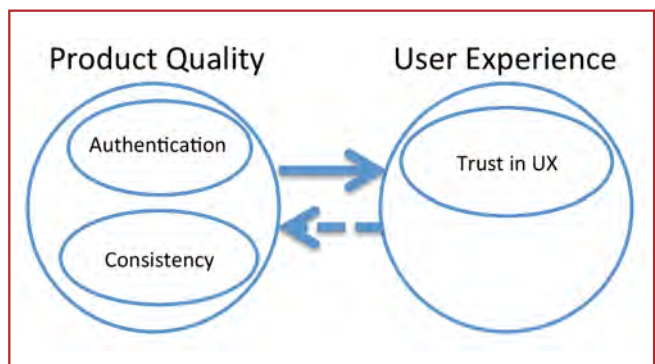 Product Quality
User Experience
Authentication
Trust in UX
Consistency